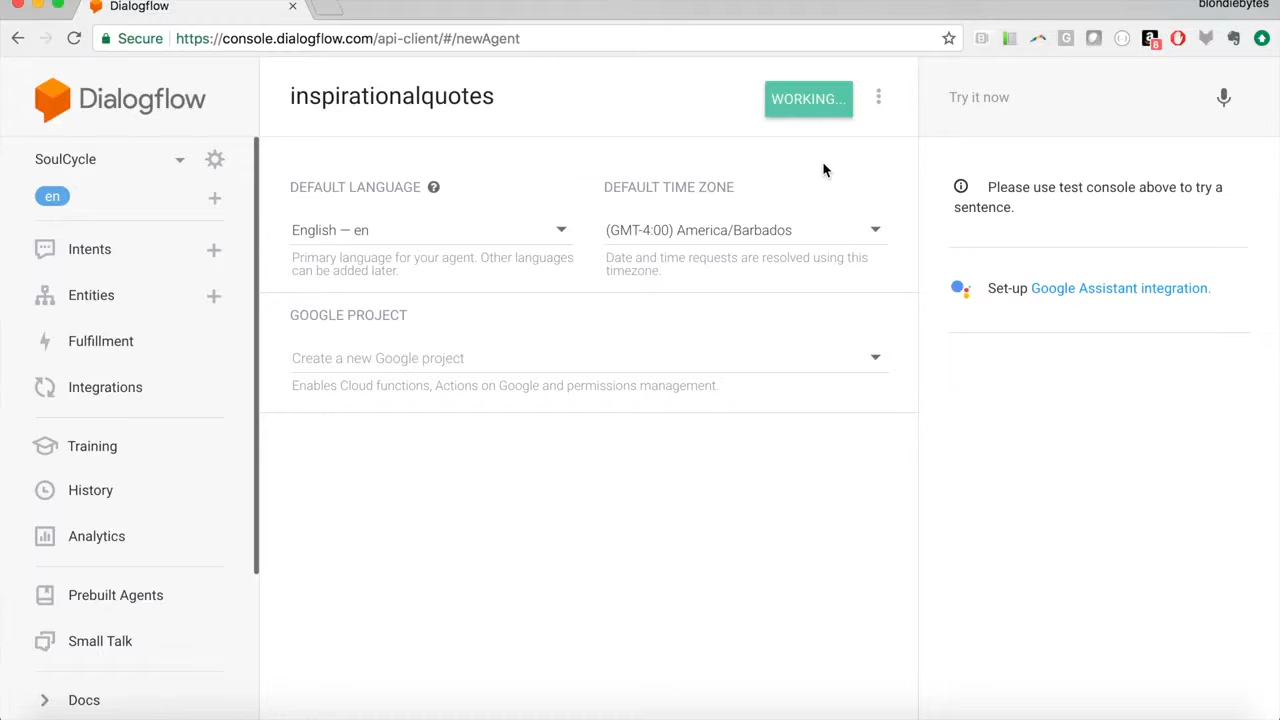 Dialogflow
blondiebytes
Secure
https://console.dialogflow.com/api-client/#/newAgent
8
Dialogflow
SoulCycle
en
Intents
Entities
Fulfillment
Integrations
Training
History
Analytics
Prebuilt Agents
Small Talk
Docs
inspirationalquotes
WORKING...
DEFAULT LANGUAGE ?
DEFAULT TIME ZONE
English — en
(GMT-4:00) America/Barbados
Primary language for your agent. Other languages
can be added later.
Date and time requests are resolved using this
timezone.
GOOGLE PROJECT
Create a new Google project
Enables Cloud functions, Actions on Google and permissions management.
Try it now
Please use test console above to try a
sentence.
Set-up Google Assistant integration.